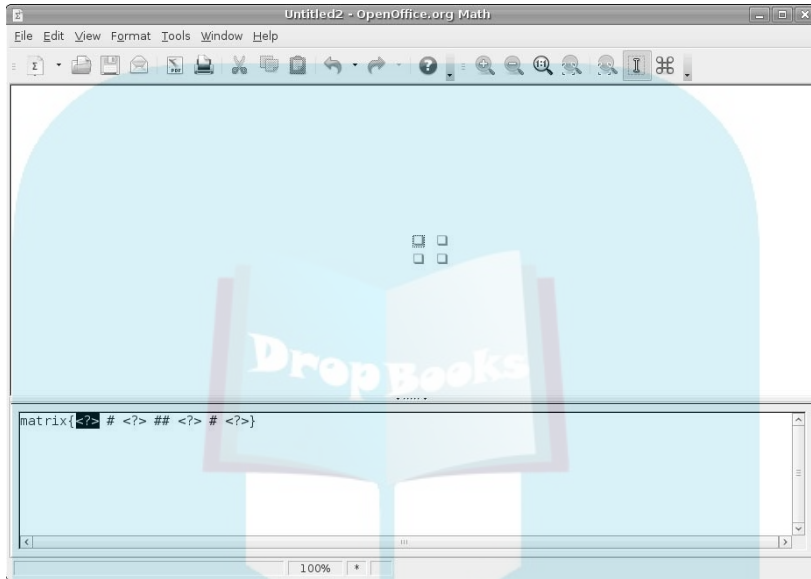 Untitled2 - OpenOffice.org Math
File Edit View Format Tools Window Help
DropBooks
matrix{<?> # <?> ## <?> # <?>}
100% *